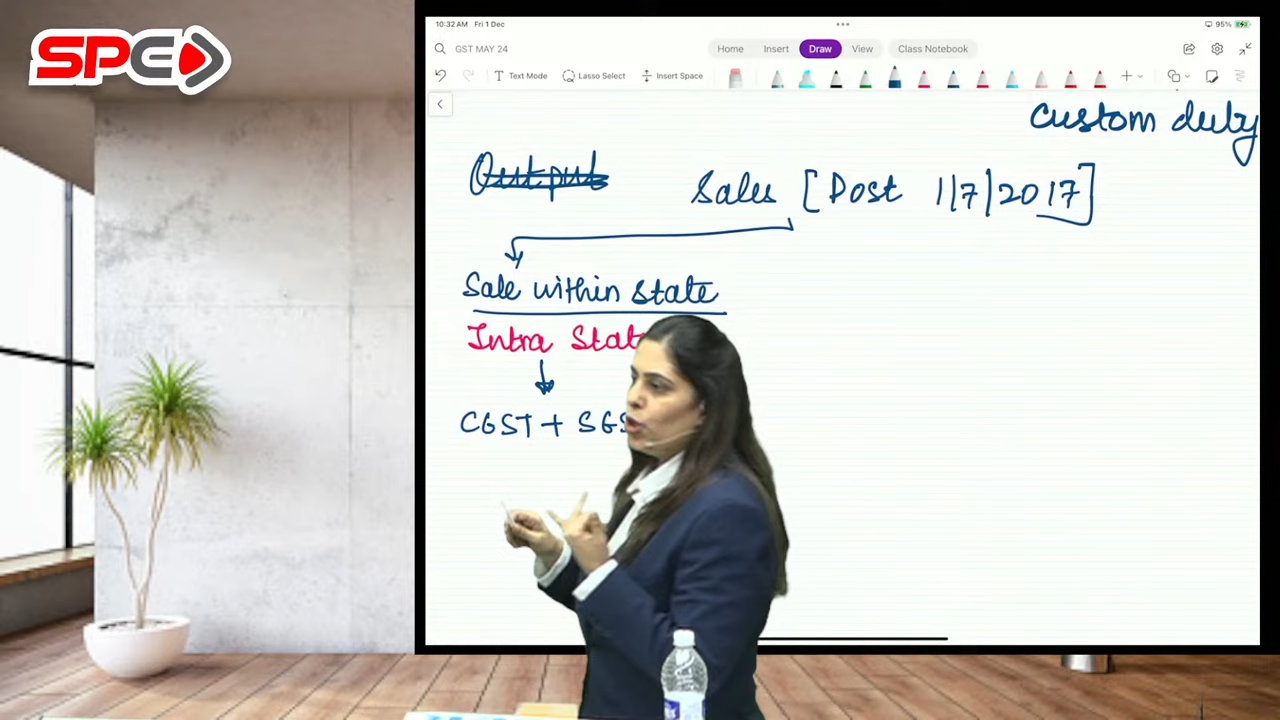 SPED
10:32 AM Fri 1 Dec
95%
GST MAY 24
Home Insert Draw View Class Notebook
Text Mode Lasso Select Insert Space
Custom duty
Output
Sales [Post 1/7/2017]
Sale within state
Intra Stat
CGST + SGS